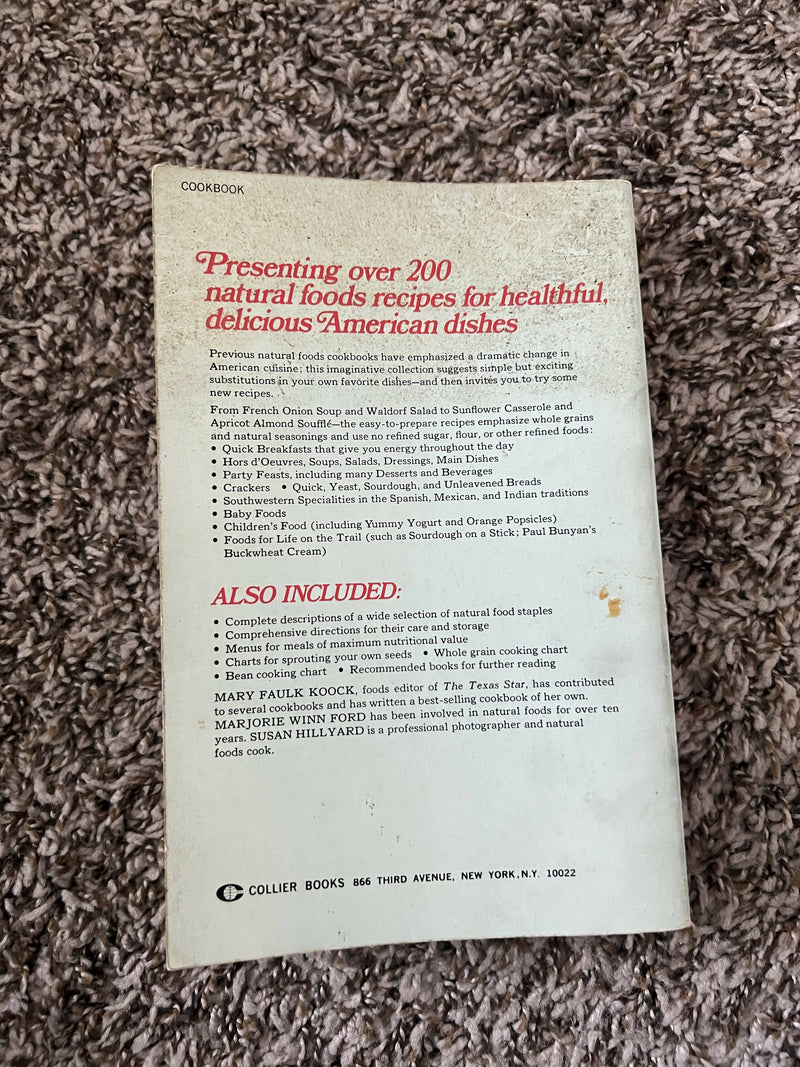 COOKBOOK
Presenting over 200
natural foods recipes for healthful,
delicious American dishes
Previous natural foods cookbooks have emphasized a dramatic change in
American cuisine; this imaginative collection suggests simple but exciting
substitutions in your own favorite dishes—and then invites you to try some
new recipes.
From French Onion Soup and Waldorf Salad to Sunflower Casserole and
Apricot Almond Soufflé—the easy-to-prepare recipes emphasize whole grains
and natural seasonings and use no refined sugar, flour, or other refined foods:
• Quick Breakfasts that give you energy throughout the day
• Hors d'Oeuvres, Soups, Salads, Dressings, Main Dishes
• Party Feasts, including many Desserts and Beverages
• Crackers • Quick, Yeast, Sourdough, and Unleavened Breads
• Southwestern Specialities in the Spanish, Mexican, and Indian traditions
• Baby Foods
• Children's Food (including Yummy Yogurt and Orange Popsicles)
• Foods for Life on the Trail (such as Sourdough on a Stick; Paul Bunyan's
Buckwheat Cream)
ALSO INCLUDED:
• Complete descriptions of a wide selection of natural food staples
• Comprehensive directions for their care and storage
• Menus for meals of maximum nutritional value
• Charts for sprouting your own seeds • Whole grain cooking chart
• Bean cooking chart • Recommended books for further reading
MARY FAULK KOOCK, foods editor of The Texas Star, has contributed
to several cookbooks and has written a best-selling cookbook of her own.
MARJORIE WINN FORD has been involved in natural foods for over ten
years. SUSAN HILLYARD is a professional photographer and natural
foods cook.
COLLIER BOOKS 866 THIRD AVENUE, NEW YORK, N.Y. 10022